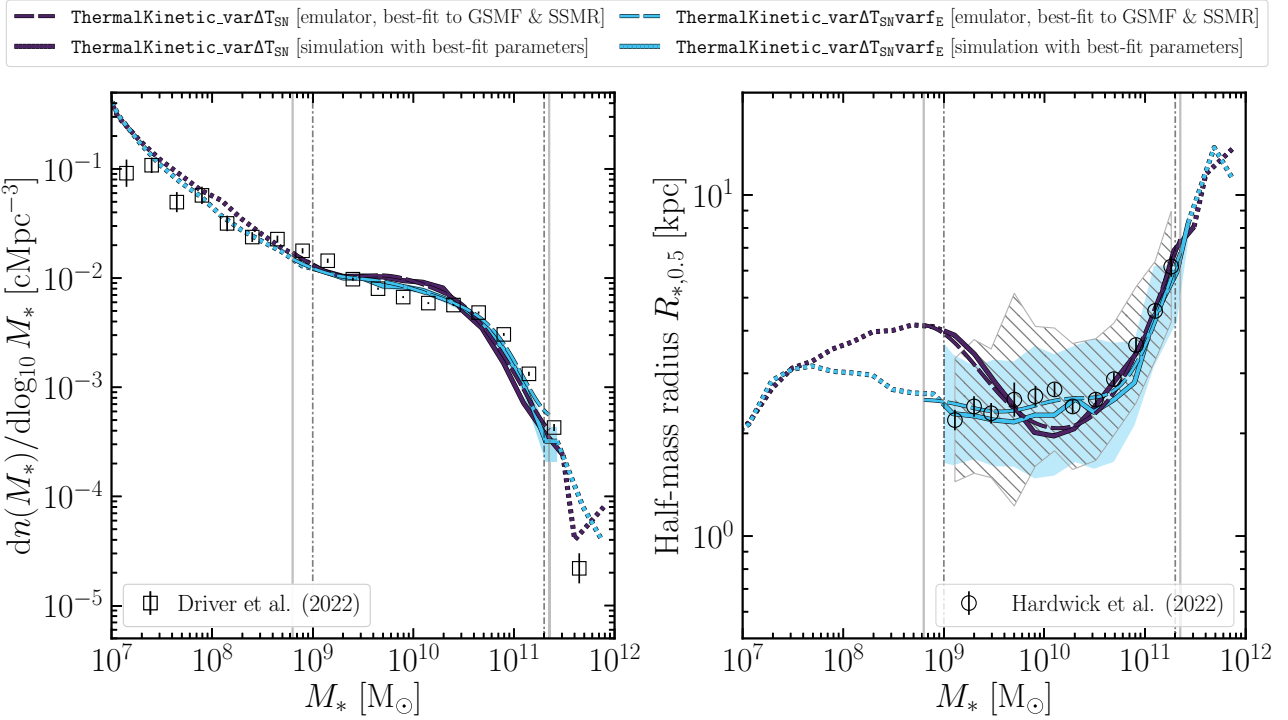 ThermalKinetic_varΔT_SN [emulator, best-fit to GSMF & SSMR]
ThermalKinetic_varΔT_SNvarf_E [emulator, best-fit to GSMF & SSMR]
ThermalKinetic_varΔT_SN [simulation with best-fit parameters]
ThermalKinetic_varΔT_SNvarf_E [simulation with best-fit parameters]
dn(M_*)/dlog_10 M_* [cMpc^−3]
10^−1
10^−2
10^−3
10^−4
10^−5
Driver et al. (2022)
10^7
10^8
10^9
10^10
10^11
10^12
M_* [M_⊙]
Half-mass radius R_*,0.5 [kpc]
10^1
10^0
Hardwick et al. (2022)
10^7
10^8
10^9
10^10
10^11
10^12
M_* [M_⊙]